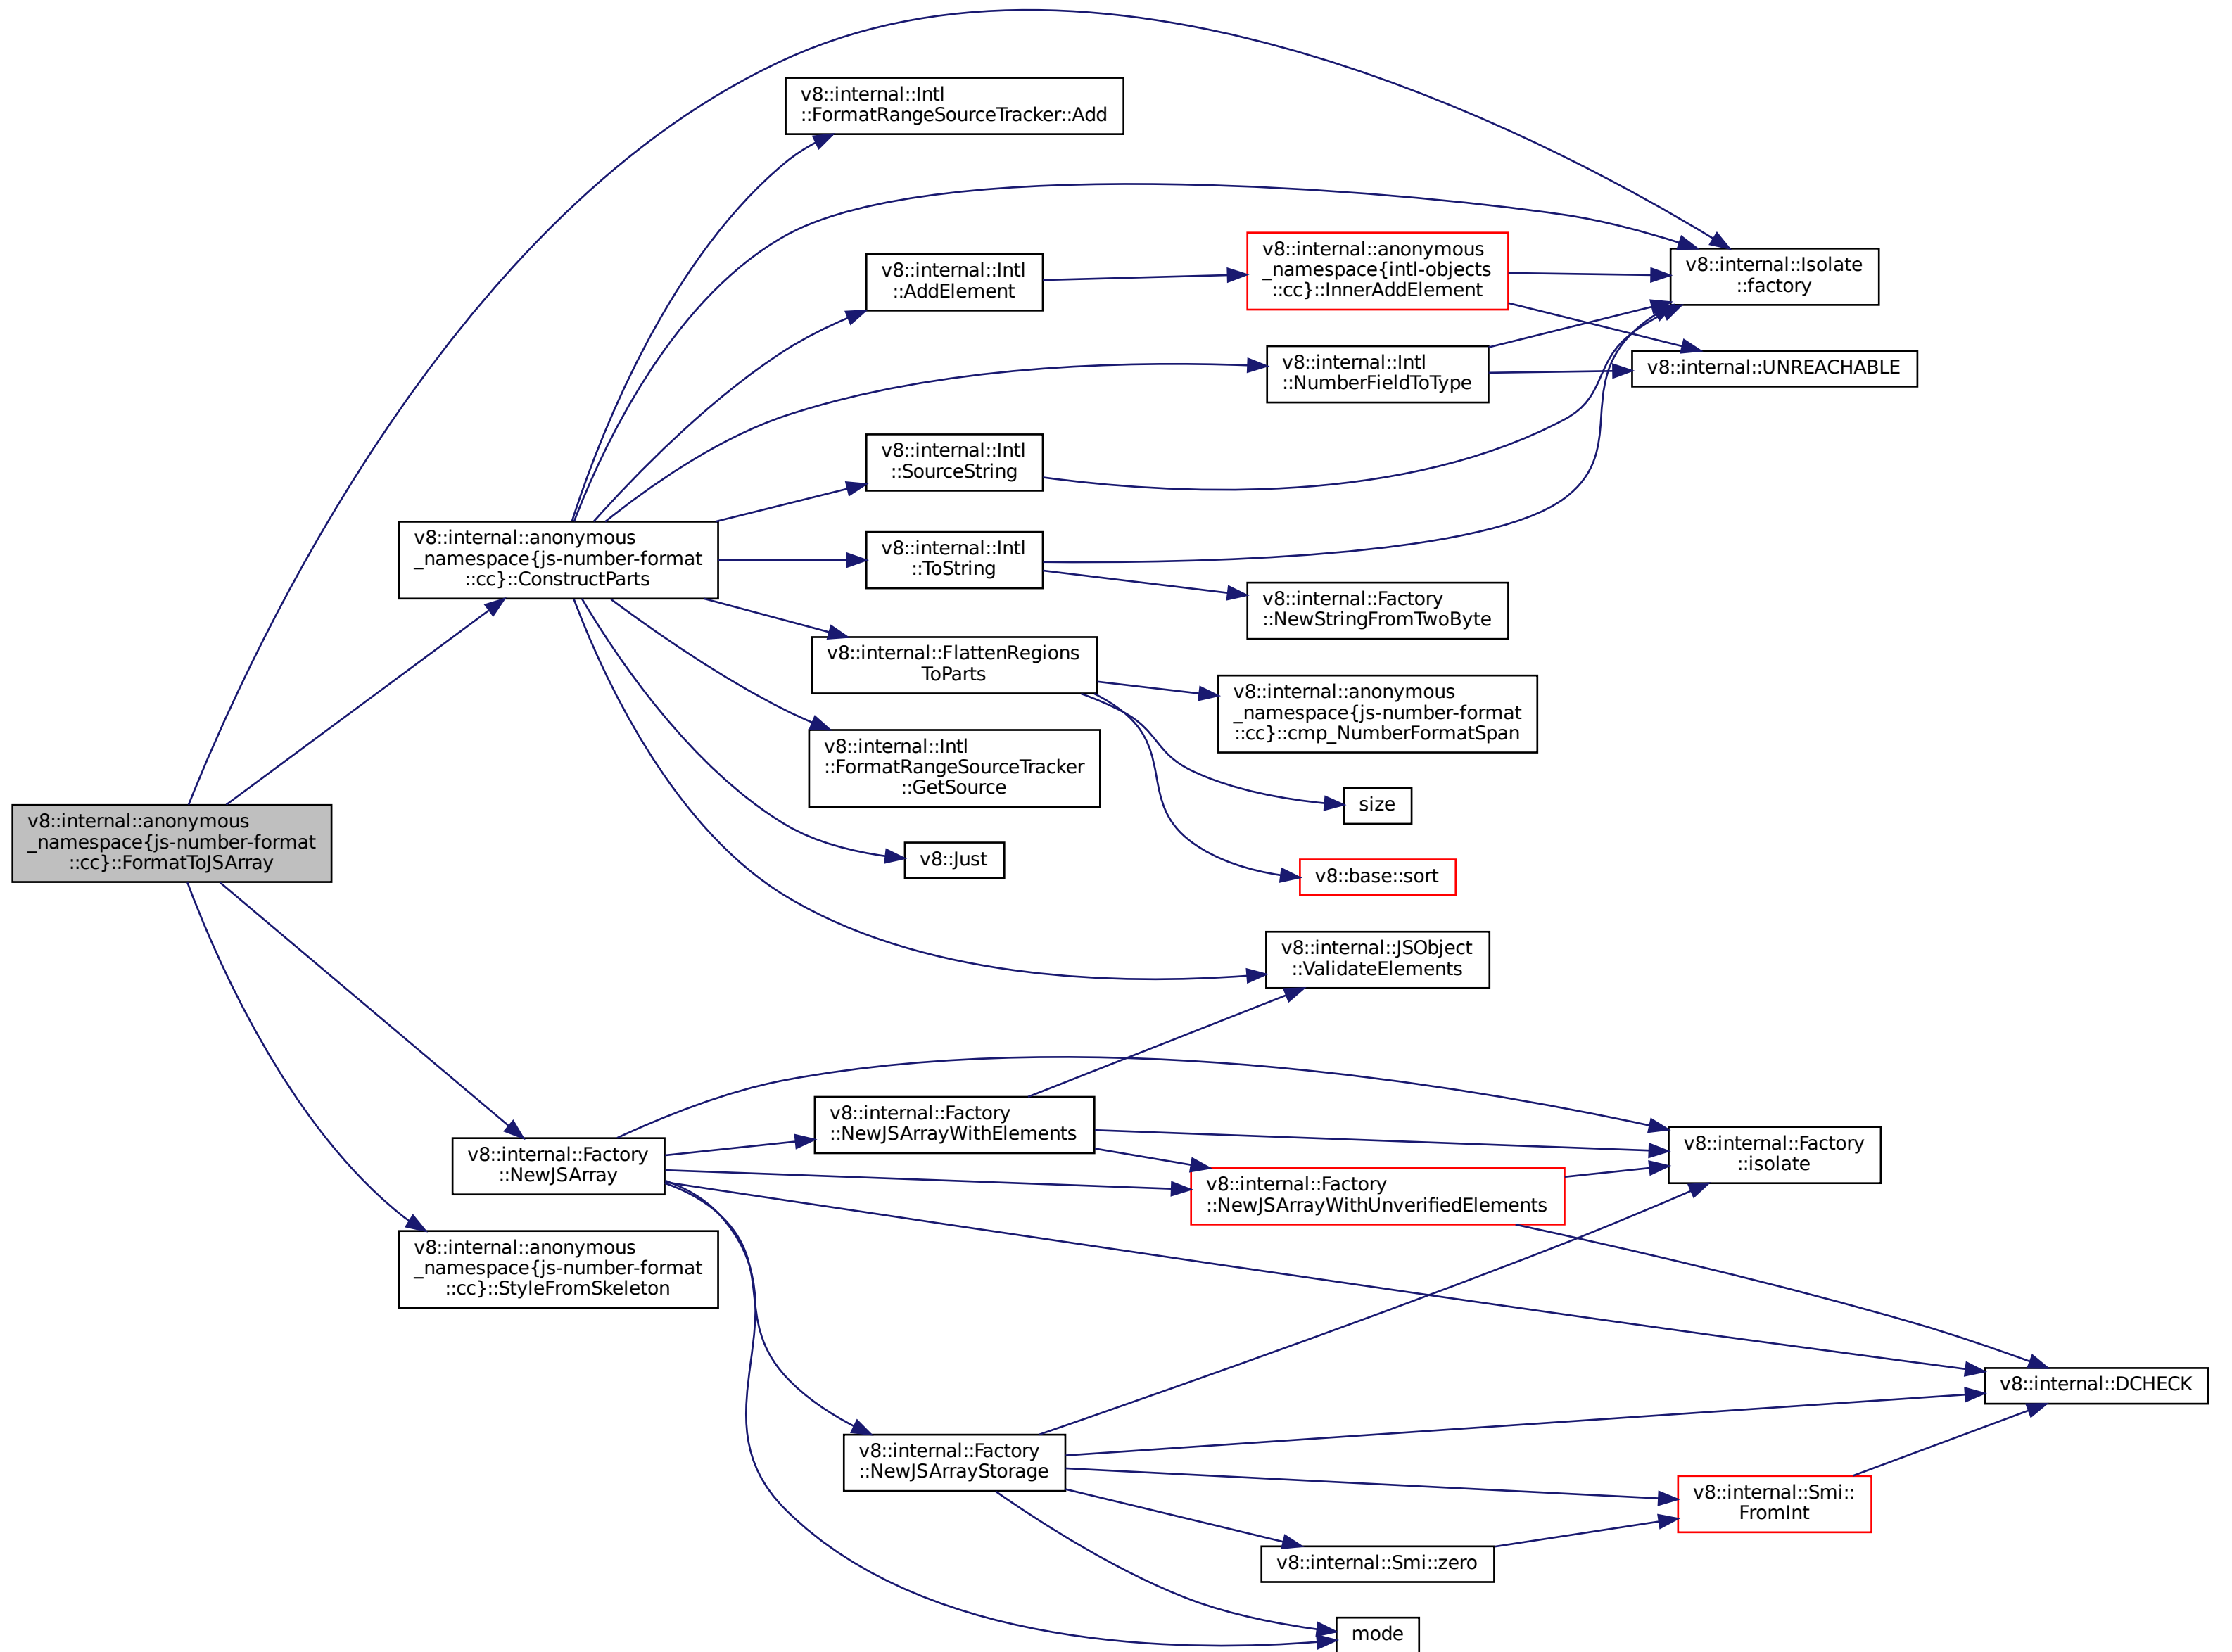 v8::internal::Intl
::FormatRangeSourceTracker::Add
v8::internal::Isolate
::factory
v8::internal::Intl
::AddElement
v8::internal::anonymous
_namespace{intl-objects
::cc}::InnerAddElement
v8::internal::Intl
::NumberFieldToType
v8::internal::UNREACHABLE
v8::internal::Intl
::SourceString
v8::internal::anonymous
_namespace{js-number-format
::cc}::ConstructParts
v8::internal::Intl
::ToString
v8::internal::Factory
::NewStringFromTwoByte
v8::internal::FlattenRegions
ToParts
v8::internal::anonymous
_namespace{js-number-format
::cc}::cmp_NumberFormatSpan
v8::internal::Intl
::FormatRangeSourceTracker
::GetSource
size
v8::internal::anonymous
_namespace{js-number-format
::cc}::FormatToJSArray
v8::Just
v8::base::sort
v8::internal::JSObject
::ValidateElements
v8::internal::Factory
::NewJSArrayWithElements
v8::internal::Factory
::isolate
v8::internal::Factory
::NewJSArray
v8::internal::Factory
::NewJSArrayWithUnverifiedElements
v8::internal::anonymous
_namespace{js-number-format
::cc}::StyleFromSkeleton
v8::internal::DCHECK
v8::internal::Factory
::NewJSArrayStorage
v8::internal::Smi::
FromInt
v8::internal::Smi::zero
mode